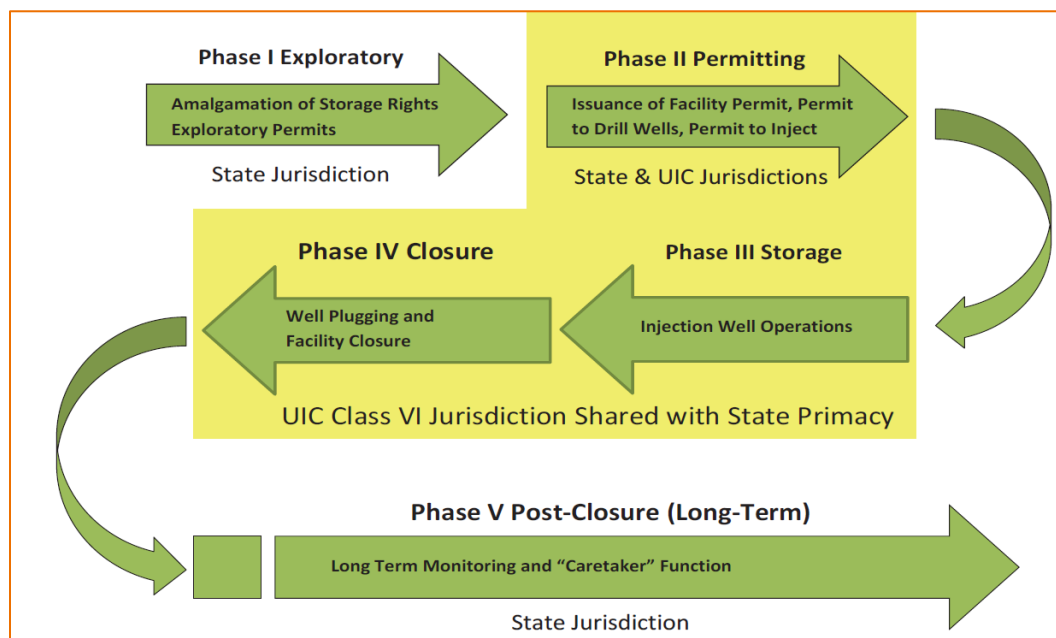 Phase I Exploratory
Amalgamation of Storage Rights
Exploratory Permits
State Jurisdiction
Phase II Permitting
Issuance of Facility Permit, Permit
to Drill Wells, Permit to Inject
State & UIC Jurisdictions
Phase III Storage
Injection Well Operations
Phase IV Closure
Well Plugging and
Facility Closure
UIC Class VI Jurisdiction Shared with State Primacy
Phase V Post-Closure (Long-Term)
Long Term Monitoring and “Caretaker” Function
State Jurisdiction